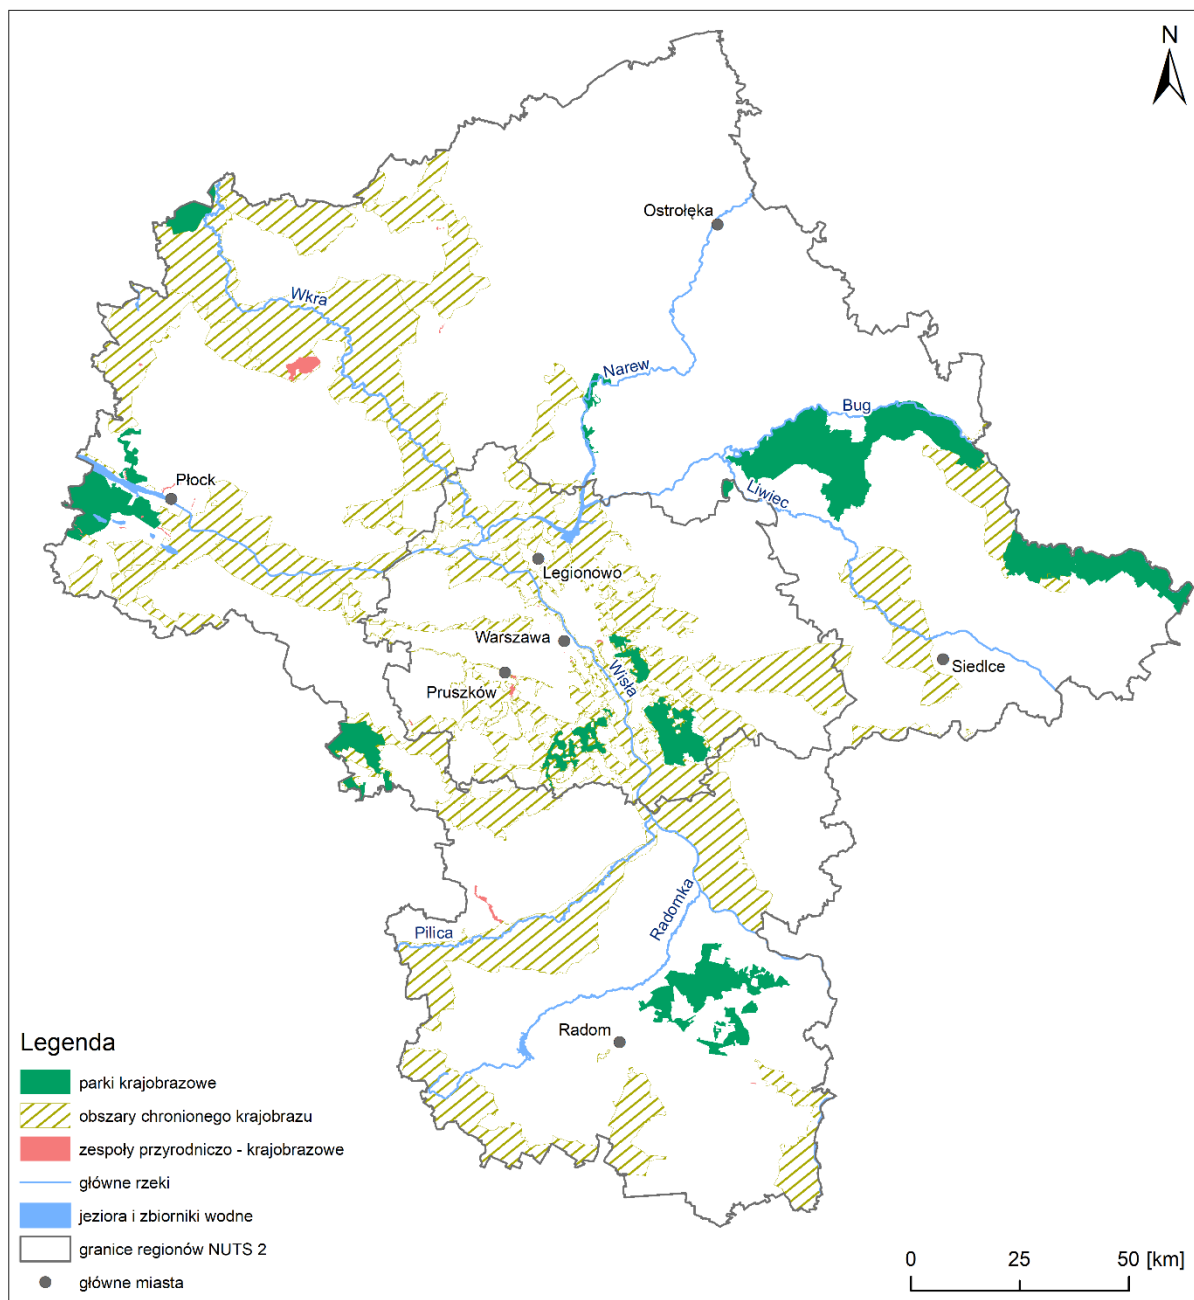 N
Ostrołęka
Wkra
Narew
Bug
Płock
Liwiec
Legionowo
Warszawa
Wisła
Siedlce
Pruszków
Radomka
Pilica
Radom
Legenda
parki krajobrazowe
obszary chronionego krajobrazu
zespoły przyrodniczo - krajobrazowe
główne rzeki
jeziora i zbiorniki wodne
granice regionów NUTS 2
główne miasta
0 25 50 [km]